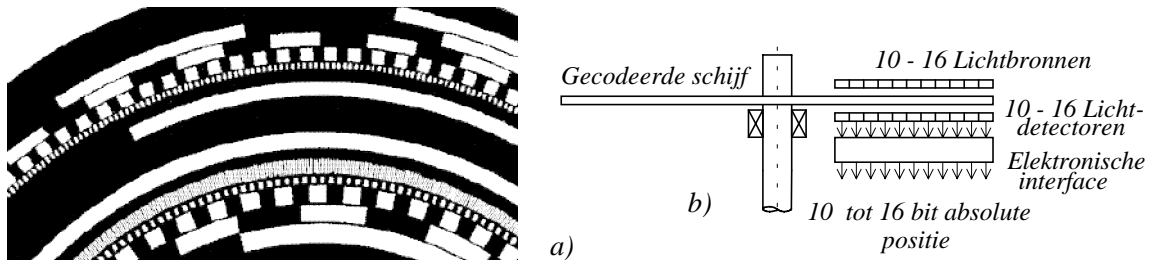 Gecodeerde schijf
10 - 16 Lichtbronnen
10 - 16 Licht-
detectoren
Elektronische
interface
b)
10 tot 16 bit absolute
positie
a)